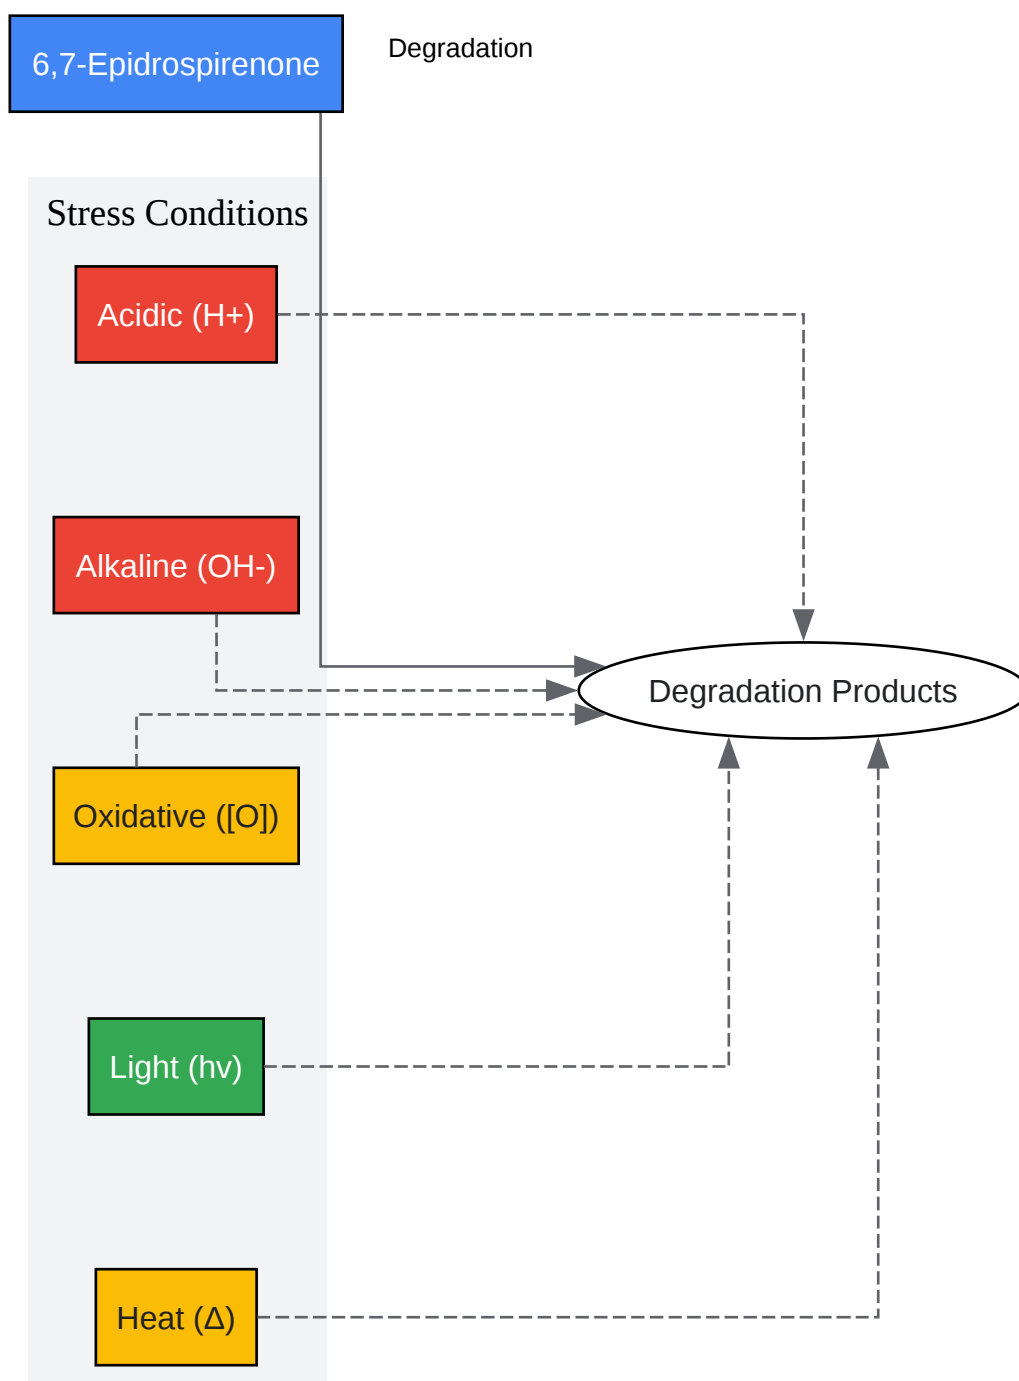 6,7-Epidrospirenone
Degradation
Stress Conditions
Acidic (H+)
Alkaline (OH-)
Degradation Products
Oxidative ([O])
Light (hv)
Heat (Δ)